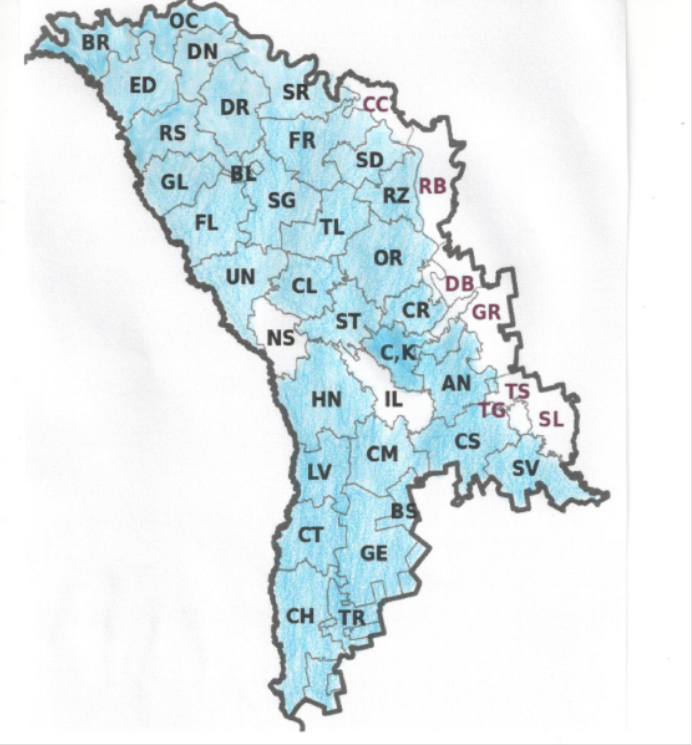 OC
BR
DN
ED
SR
CC
DR
RS
FR
SD
BL
GL
RZ
RB
SG
FL
TL
OR
UN
CL
DB
CR
GR
ST
NS
C,K
AN
TS
HN
IL
TG
SL
CS
CM
LV
SV
BS
CT
GE
CH
TR